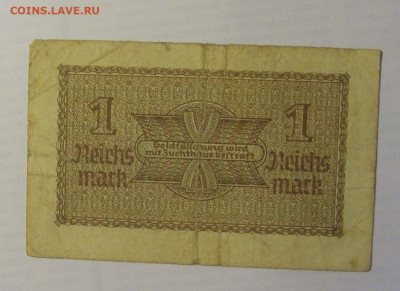 COINS.LAVE.RU
1
Reichs
mark
Geldfälschung wird
mit Zuchthaus bestraft
1
Reichs
mark